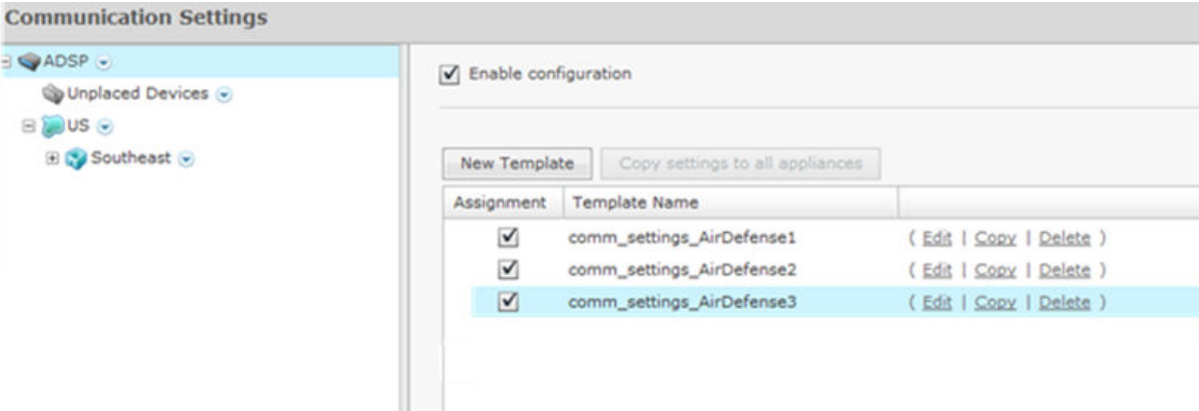 Communication Settings
ADSP
Unplaced Devices
US
Southeast
Enable configuration
New Template Copy settings to all appliances
Assignment Template Name
comm_settings_AirDefense1 ( Edit | Copy | Delete )
comm_settings_AirDefense2 ( Edit | Copy | Delete )
comm_settings_AirDefense3 ( Edit | Copy | Delete )